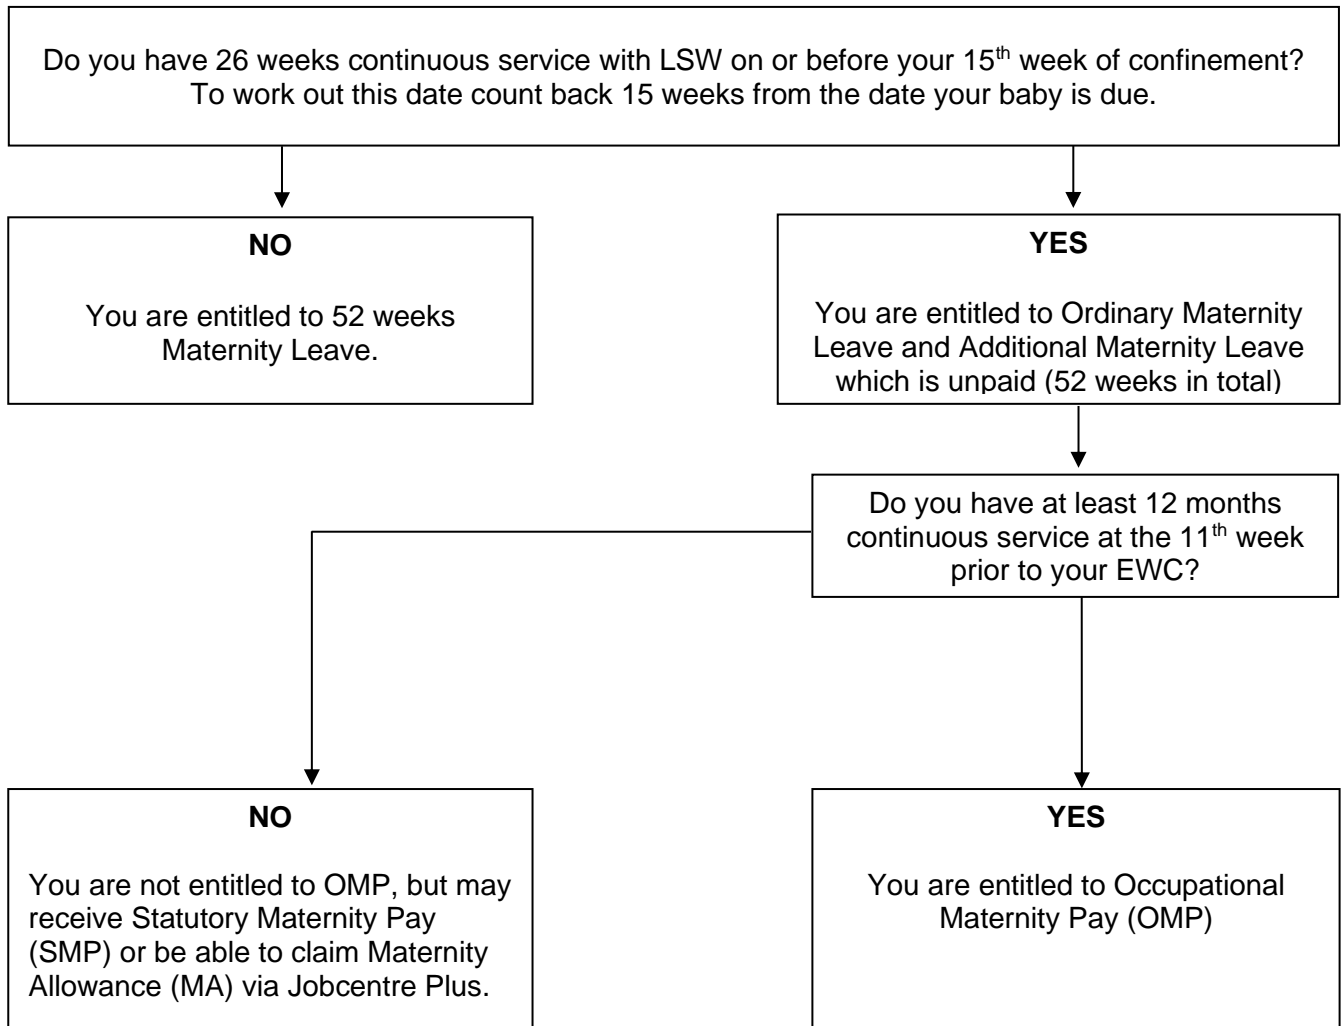 Do you have 26 weeks continuous service with LSW on or before your 15th week of confinement?
To work out this date count back 15 weeks from the date your baby is due.
NO
You are entitled to 52 weeks
Maternity Leave.
YES
You are entitled to Ordinary Maternity
Leave and Additional Maternity Leave
which is unpaid (52 weeks in total)
Do you have at least 12 months
continuous service at the 11th week
prior to your EWC?
NO
You are not entitled to OMP, but may
receive Statutory Maternity Pay
(SMP) or be able to claim Maternity
Allowance (MA) via Jobcentre Plus.
YES
You are entitled to Occupational
Maternity Pay (OMP)